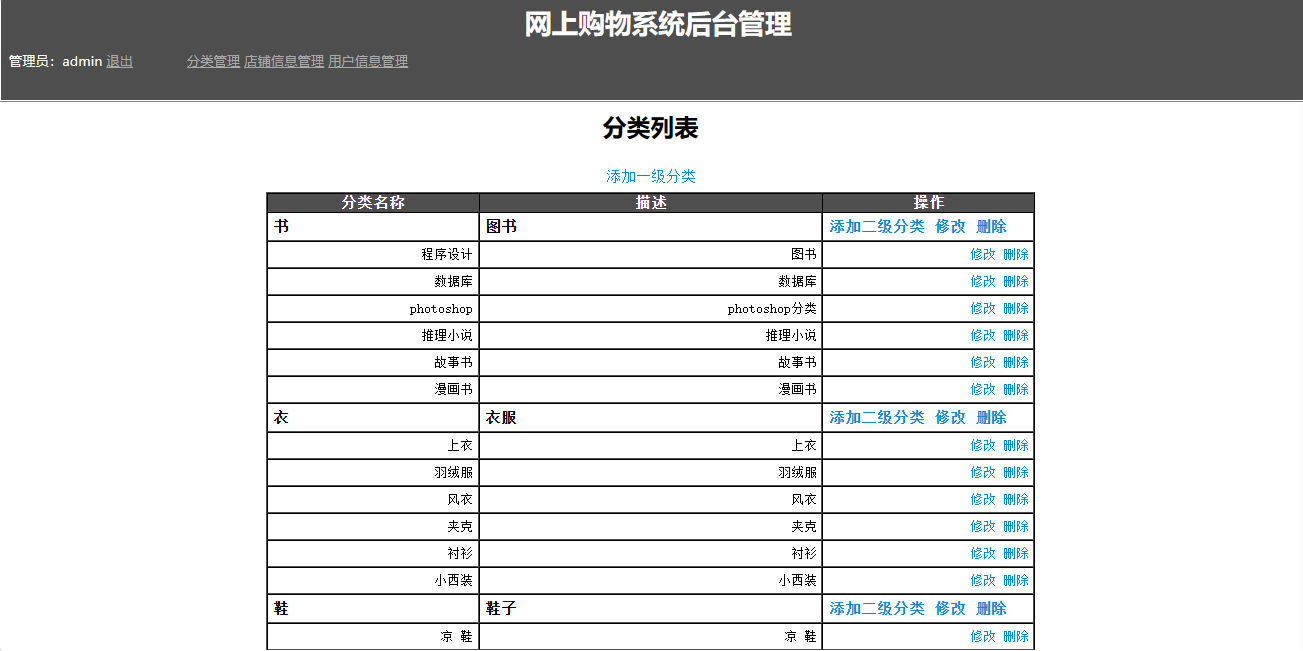 网上购物系统后台管理
管理员：admin 退出 分类管理 店铺信息管理 用户信息管理
分类列表
添加一级分类
分类名称 描述 操作
书 图书 添加二级分类 修改 删除
程序设计 图书 修改 删除
数据库 数据库 修改 删除
photoshop photoshop分类 修改 删除
推理小说 推理小说 修改 删除
故事书 故事书 修改 删除
漫画书 漫画书 修改 删除
衣 衣服 添加二级分类 修改 删除
上衣 上衣 修改 删除
羽绒服 羽绒服 修改 删除
风衣 风衣 修改 删除
夹克 夹克 修改 删除
衬衫 衬衫 修改 删除
小西装 小西装 修改 删除
鞋 鞋子 添加二级分类 修改 删除
凉 鞋 凉 鞋 修改 删除